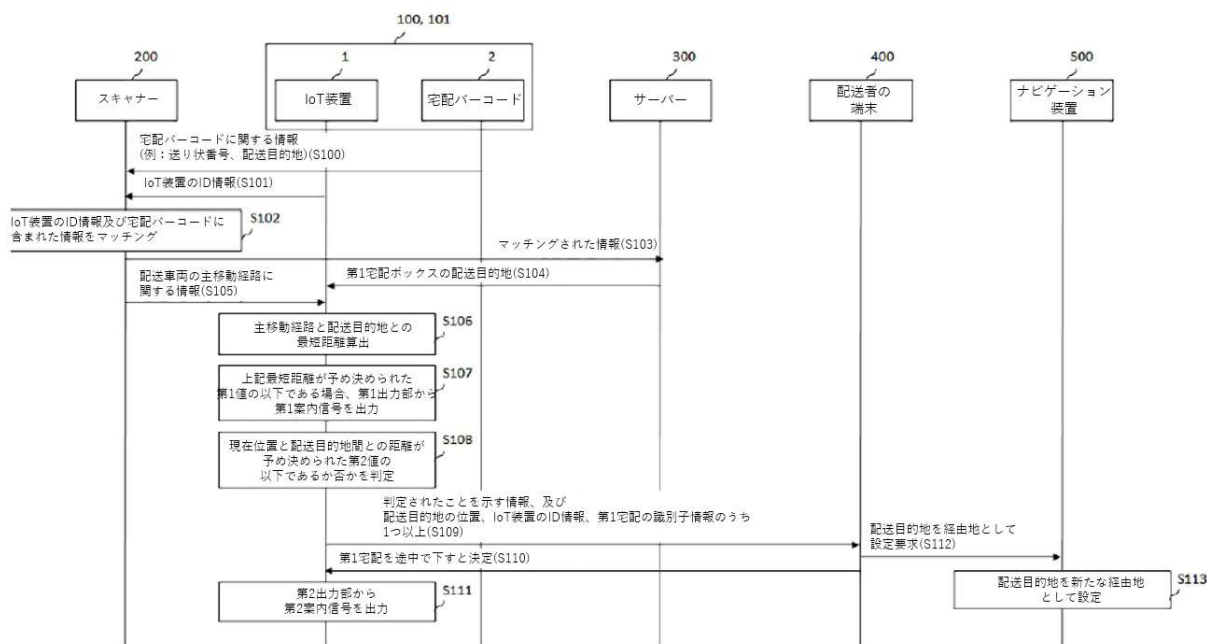 100, 101
200
1
2
300
400
500
スキャナー
IoT装置
宅配バーコード
サーバー
配送者の
端末
ナビゲーション
装置
宅配バーコードに関する情報
(例：送り状番号、配送目的地)(S100)
IoT装置のID情報(S101)
IoT装置のID情報及び宅配バーコードに
含まれた情報をマッチング
S102
マッチングされた情報(S103)
第1宅配ボックスの配送目的地(S104)
配送車両の主移動経路に
関する情報(S105)
主移動経路と配送目的地との
最短距離算出
S106
上記最短距離が予め決められた
第1値の以下である場合、第1出力部から
第1案内信号を出力
S107
現在位置と配送目的地間との距離が
予め決められた第2値の
以下であるか否かを判定
S108
判定されたことを示す情報、及び
配送目的地の位置、IoT装置のID情報、第1宅配の識別子情報のうち
1つ以上(S109)
配送目的地を経由地として
設定要求(S112)
第1宅配を途中で下すと決定(S110)
第2出力部から
第2案内信号を出力
S111
配送目的地を新たな経由地
として設定
S113